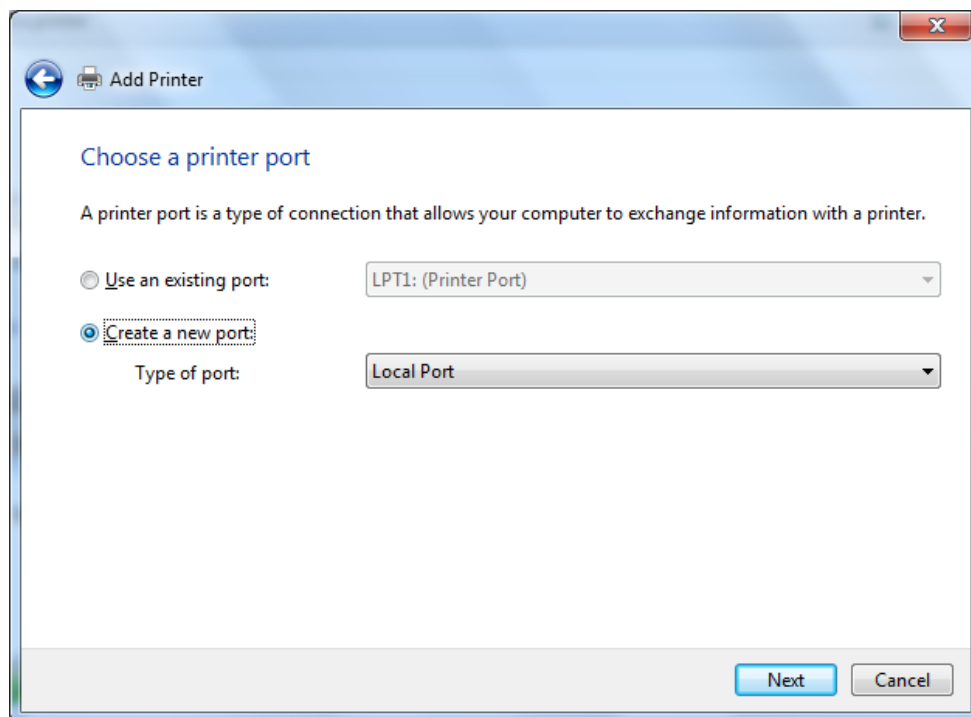 Add Printer
Choose a printer port
A printer port is a type of connection that allows your computer to exchange information with a printer.
Use an existing port: LPT1: (Printer Port)
Create a new port:
Type of port: Local Port
Next Cancel